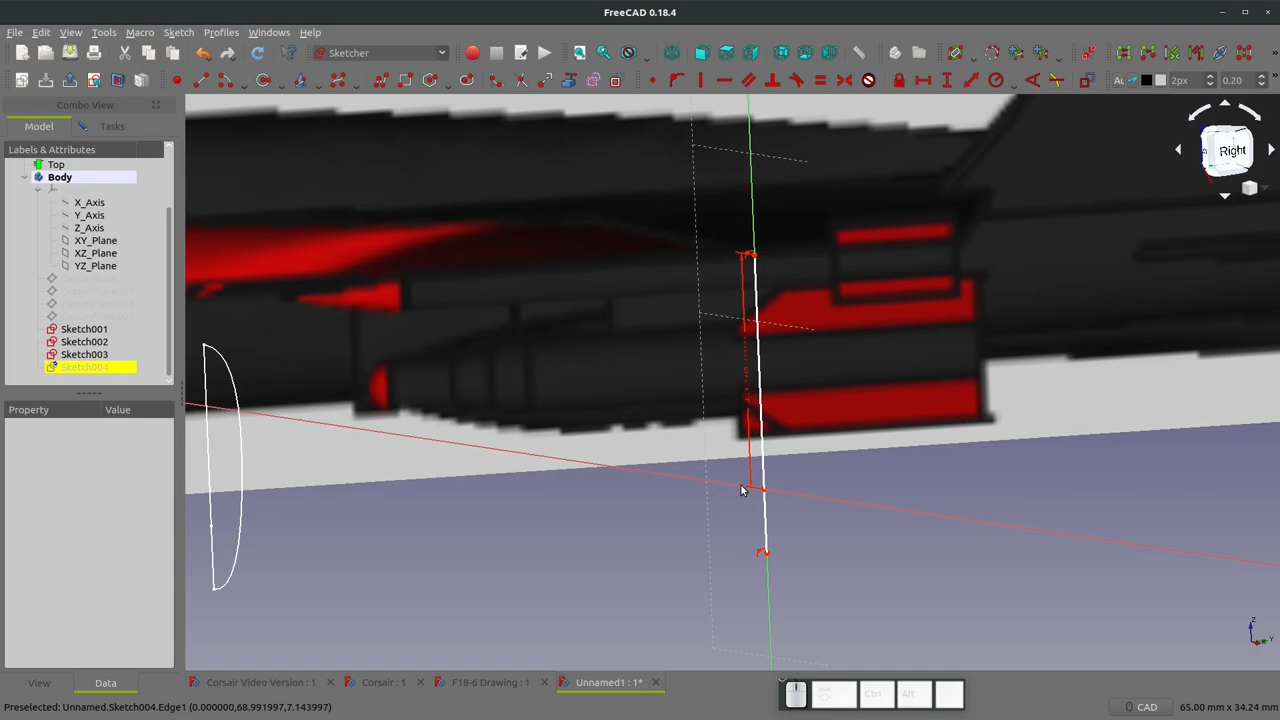 FreeCAD 0.18.4
File Edit View Tools Macro Sketch Profiles Windows Help
Sketcher
2px 0.20
Combo View
Model Tasks
Labels & Attributes
Top
Body
X_Axis
Y_Axis
Z_Axis
XY_Plane
XZ_Plane
YZ_Plane
Sketch001
Sketch002
Sketch003
Sketch004
Property Value
Right
Z
Y
View Data
Corsair Video Version : 1 Corsair : 1 F18-6 Drawing : 1 Unnamed1 : 1*
Ctrl Alt
Preselected: Unnamed.Sketch004.Edge1 (0.000000,68.991997,7.143997)
CAD 65.00 mm x 34.24 mm